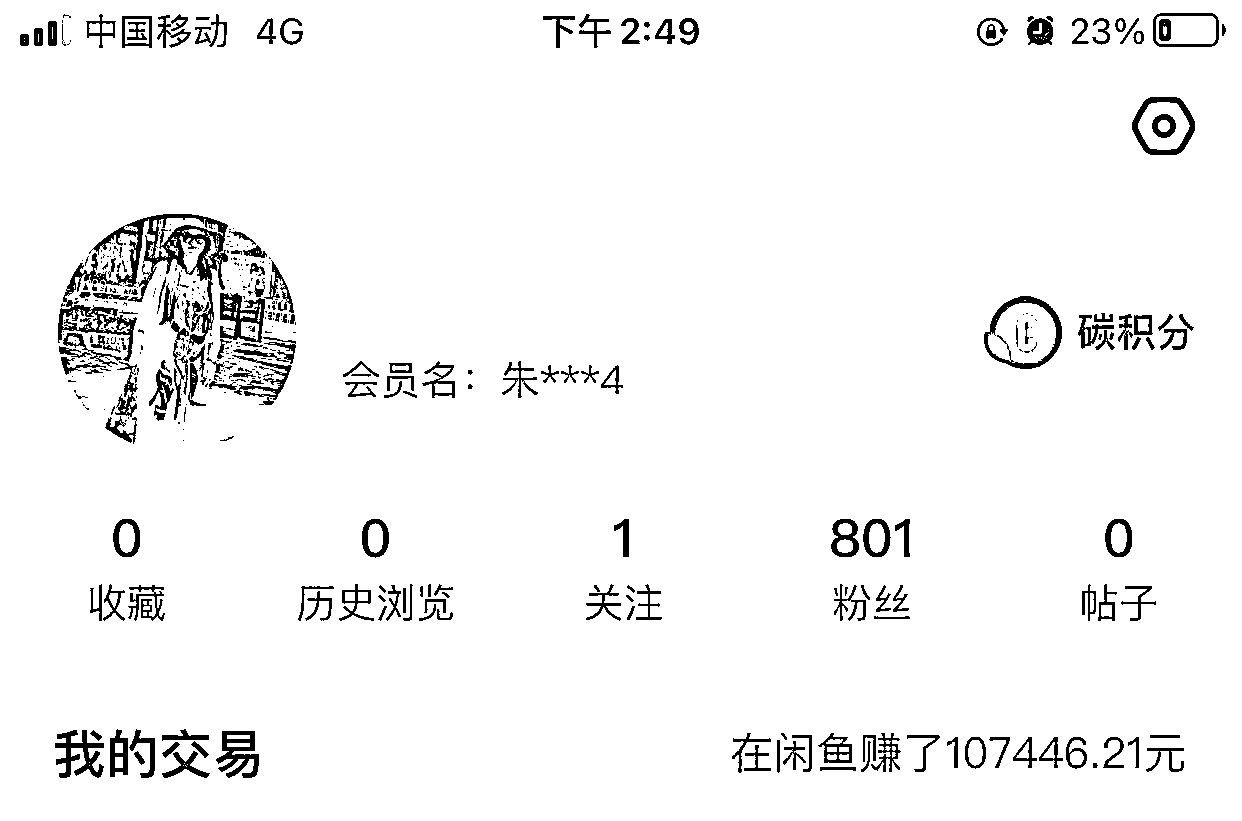 中国移动 4G 下午 2:49 23%
碳积分
会员名：朱***4
0 0 1 801 0
收藏 历史浏览 关注 粉丝 帖子
我的交易 在闲鱼赚了107446.21元